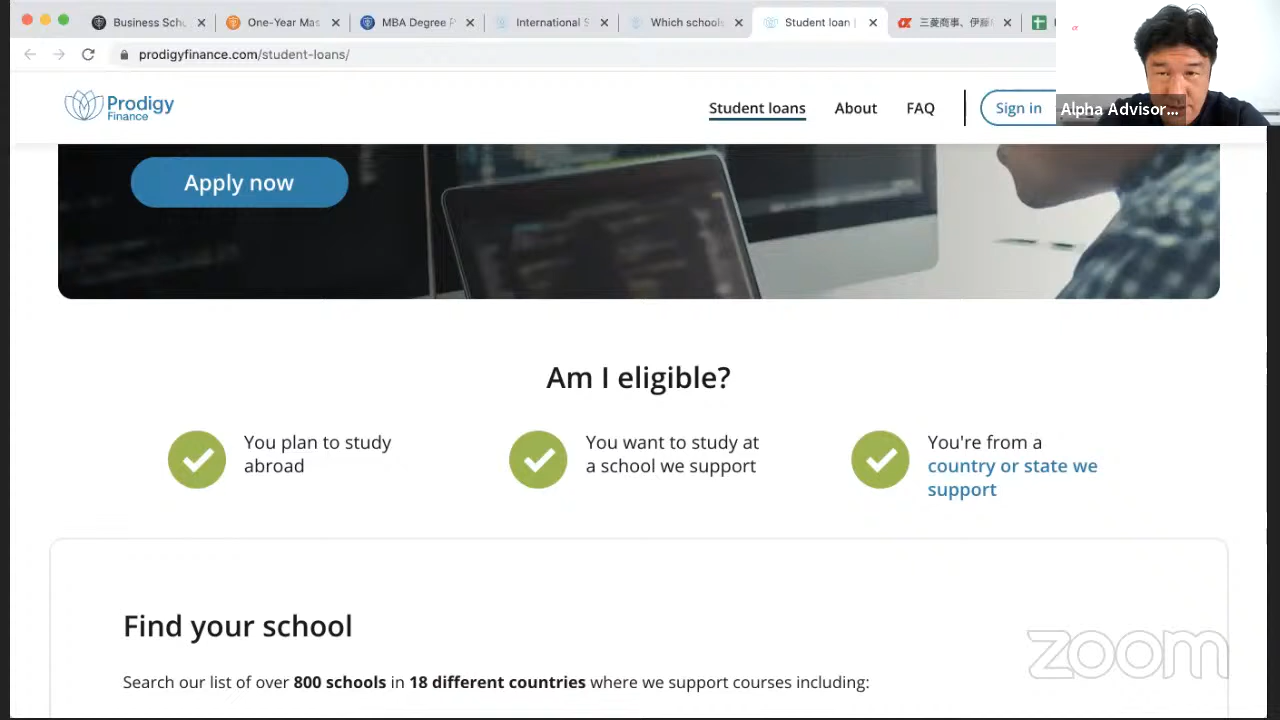 Business Schu
One-Year Mas
MBA Degree P
International S
Which schools
Student loan |
三菱商事、伊藤
prodigyfinance.com/student-loans/
Prodigy
Finance
Student loans
About
FAQ
Sign in
Alpha Advisor...
Apply now
Am I eligible?
You plan to study
abroad
You want to study at
a school we support
You're from a
country or state we
support
Find your school
Search our list of over 800 schools in 18 different countries where we support courses including:
zoom